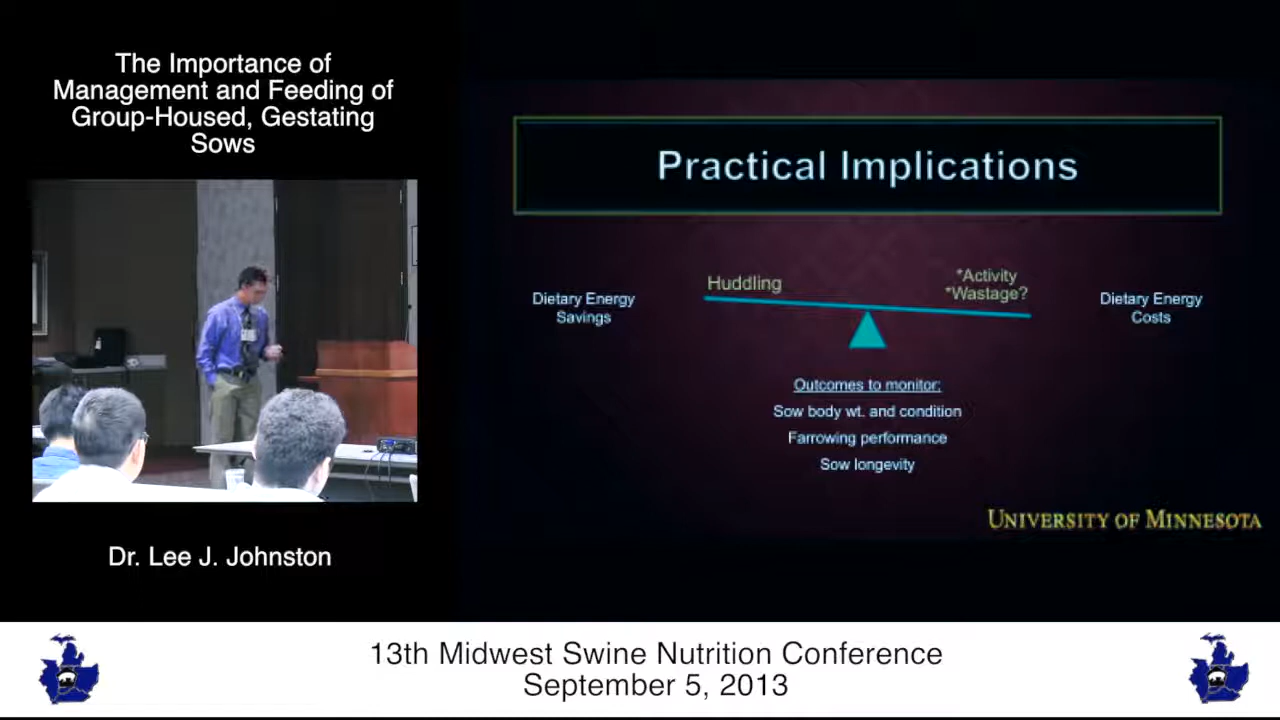 The Importance of
Management and Feeding of
Group-Housed, Gestating
Sows
Dr. Lee J. Johnston
Practical Implications
Dietary Energy
Savings
Huddling
*Activity
*Wastage?
Dietary Energy
Costs
Outcomes to monitor:
Sow body wt. and condition
Farrowing performance
Sow longevity
UNIVERSITY OF MINNESOTA
13th Midwest Swine Nutrition Conference
September 5, 2013